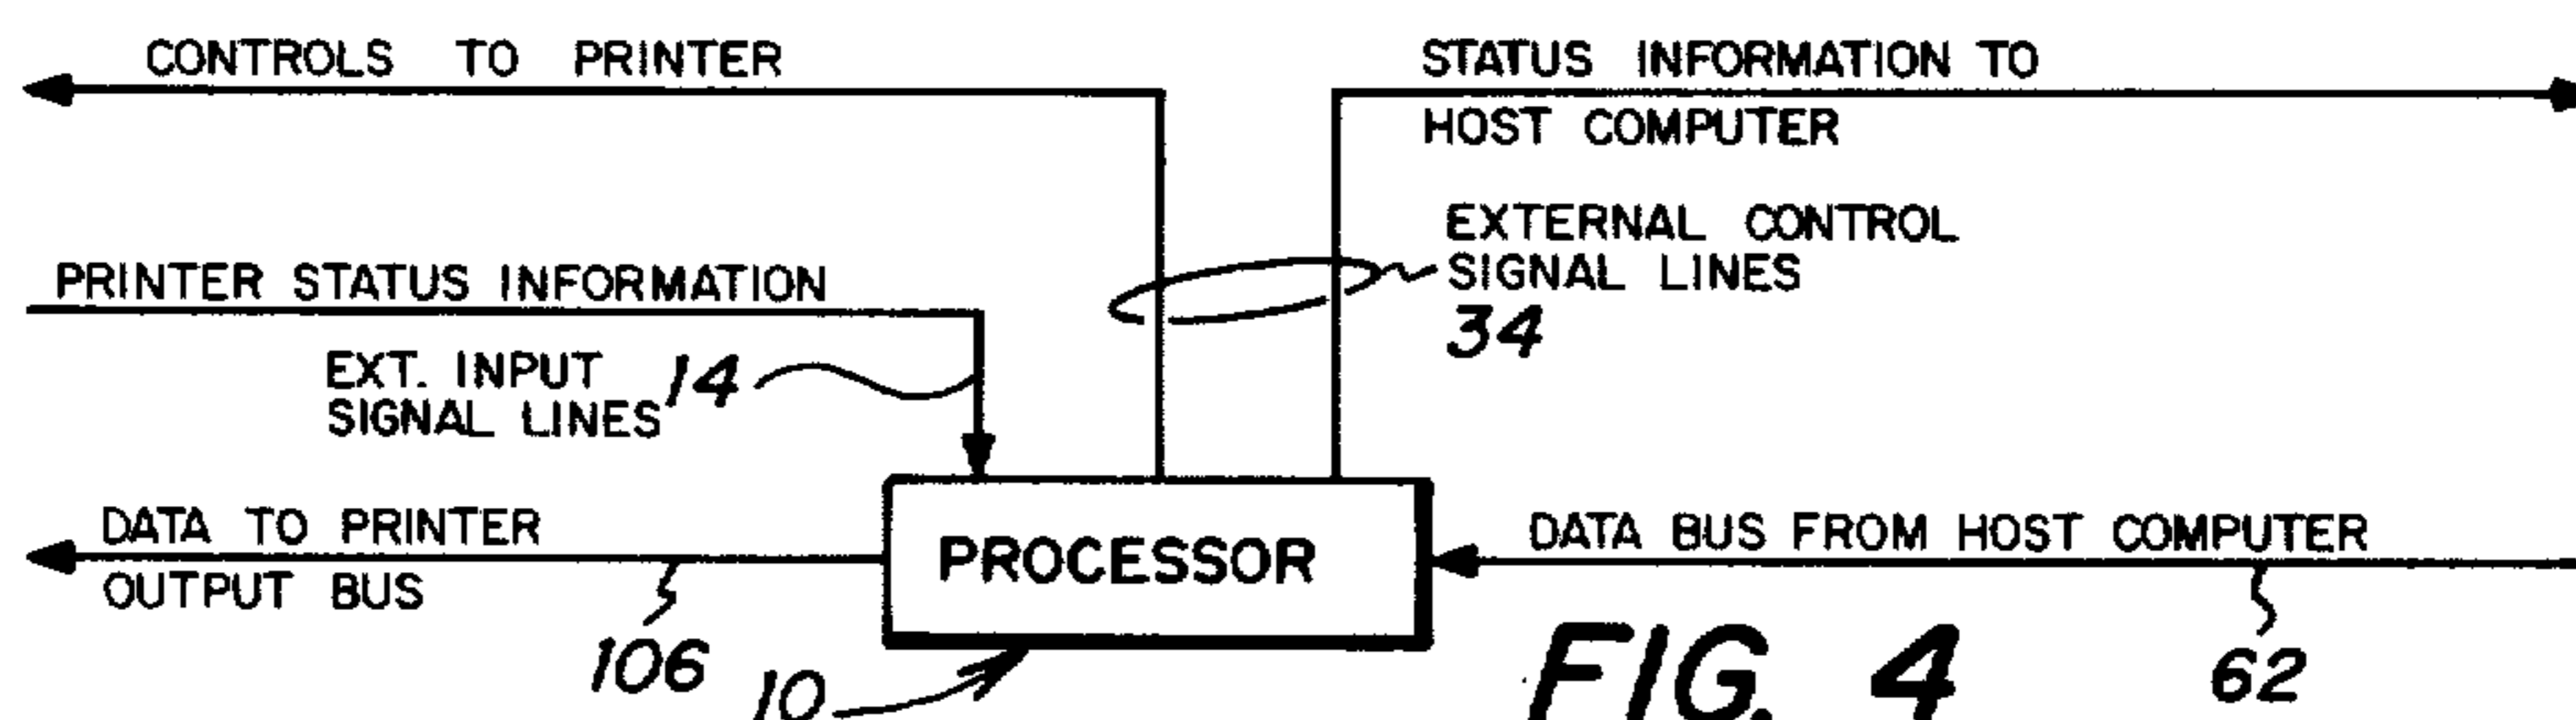 CONTROLS TO PRINTER
STATUS INFORMATION TO
HOST COMPUTER
EXTERNAL CONTROL
SIGNAL LINES
34
PRINTER STATUS INFORMATION
EXT. INPUT
SIGNAL LINES 14
DATA TO PRINTER
OUTPUT BUS
106
PROCESSOR
10
DATA BUS FROM HOST COMPUTER
62
FIG. 4